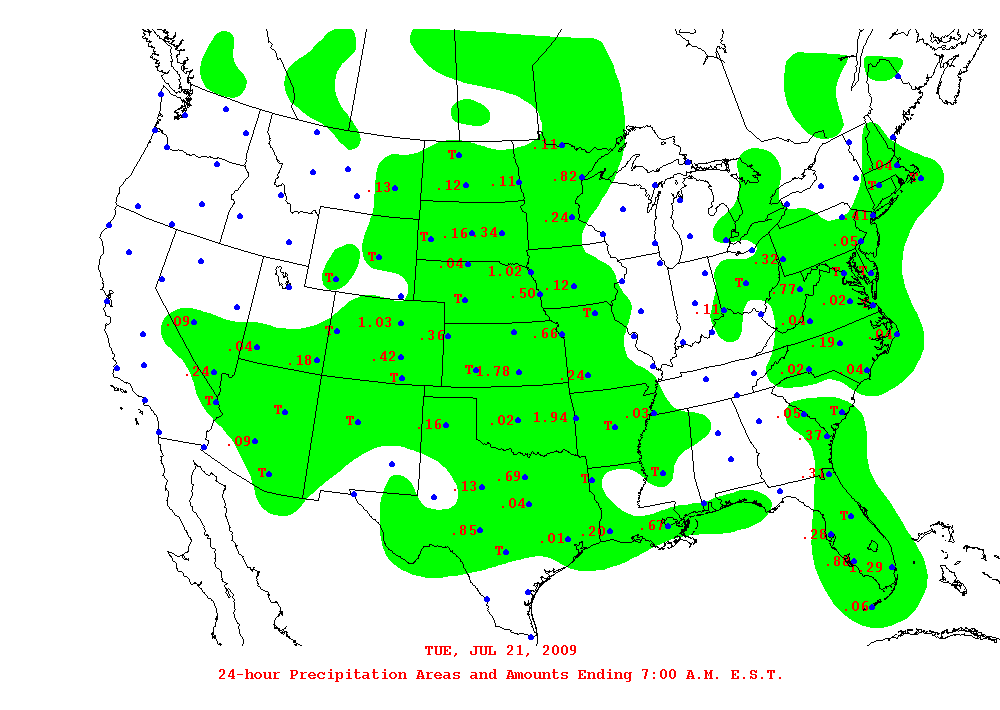 .11
T
.82
.04
.13
.12
.11
T
T
.24
.41
T
.16
.34
.05
T
.32
.04
1.02
T
T
T
.12
T
.77
.50
T
.02
T
.11
.09
T
1.03
.04
.36
.66
.04
.19
.04
.18
.42
.24
T
1.78
.24
.02
.04
T
T
T
T
.16
.02
1.94
T
.03
.05
T
.09
.37
T
.69
T
T
.13
.04
T
.85
.01
.20
.67
.28
T
1.29
.06
TUE, JUL 21, 2009
24-hour Precipitation Areas and Amounts Ending 7:00 A.M. E.S.T.